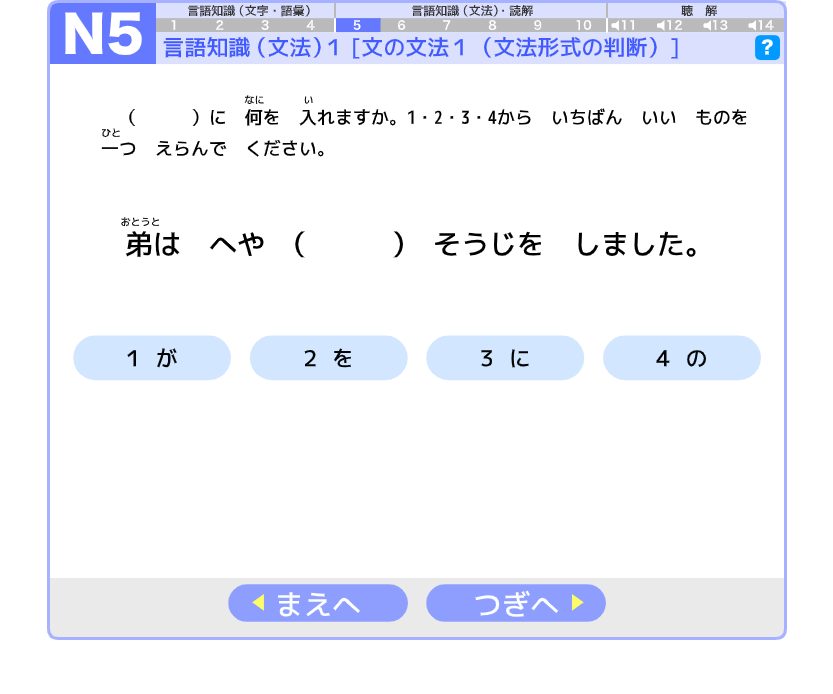 N5
言語知識（文字・語彙） 言語知識（文法）・読解 聴 解
1 2 3 4 5 6 7 8 9 10 11 12 13 14
言語知識（文法）１［文の文法１（文法形式の判断）］ ?
なに い
（　　　）に　何を　入れますか。1・2・3・4から　いちばん　いい　ものを
ひと
一つ　えらんで　ください。
おとうと
弟は　へや（　　　）　そうじを　しました。
1 が 2 を 3 に 4 の
まえへ つぎへ